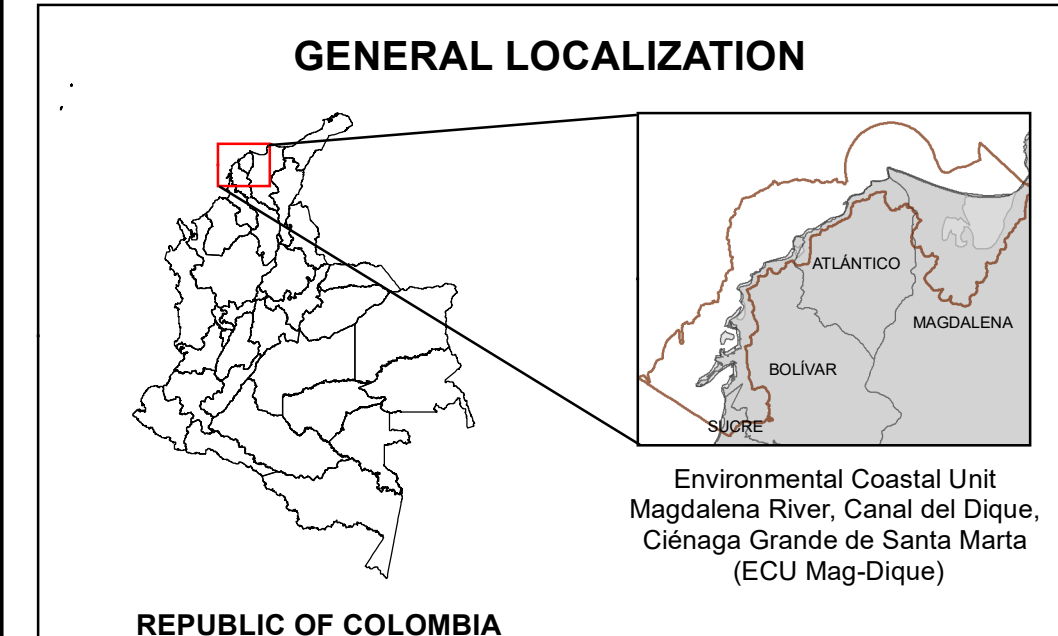 GENERAL LOCALIZATION
ATLÁNTICO
MAGDALENA
BOLÍVAR
SUCRE
Environmental Coastal Unit
Magdalena River, Canal del Dique,
Ciénaga Grande de Santa Marta
(ECU Mag-Dique)
REPUBLIC OF COLOMBIA